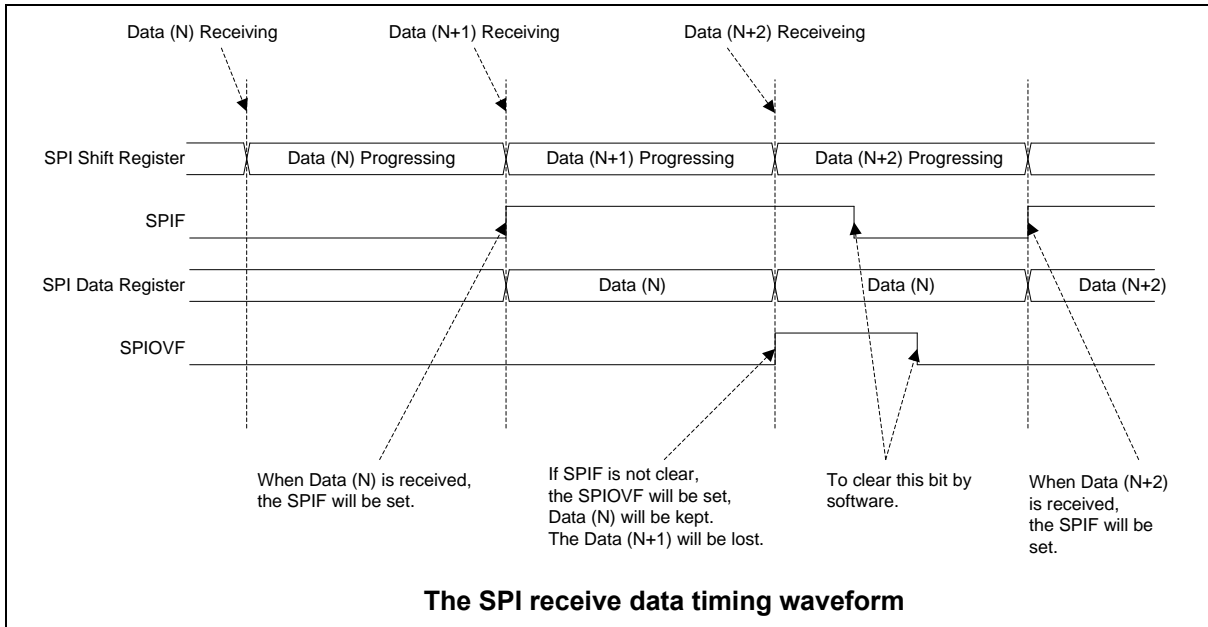 Data (N) Receiving
Data (N+1) Receiving
Data (N+2) Receiveing
SPI Shift Register
Data (N) Progressing
Data (N+1) Progressing
Data (N+2) Progressing
SPIF
SPI Data Register
Data (N)
Data (N)
Data (N+2)
SPIOVF
When Data (N) is received,
the SPIF will be set.
If SPIF is not clear,
the SPIOVF will be set,
Data (N) will be kept.
The Data (N+1) will be lost.
To clear this bit by
software.
When Data (N+2)
is received,
the SPIF will be
set.
The SPI receive data timing waveform